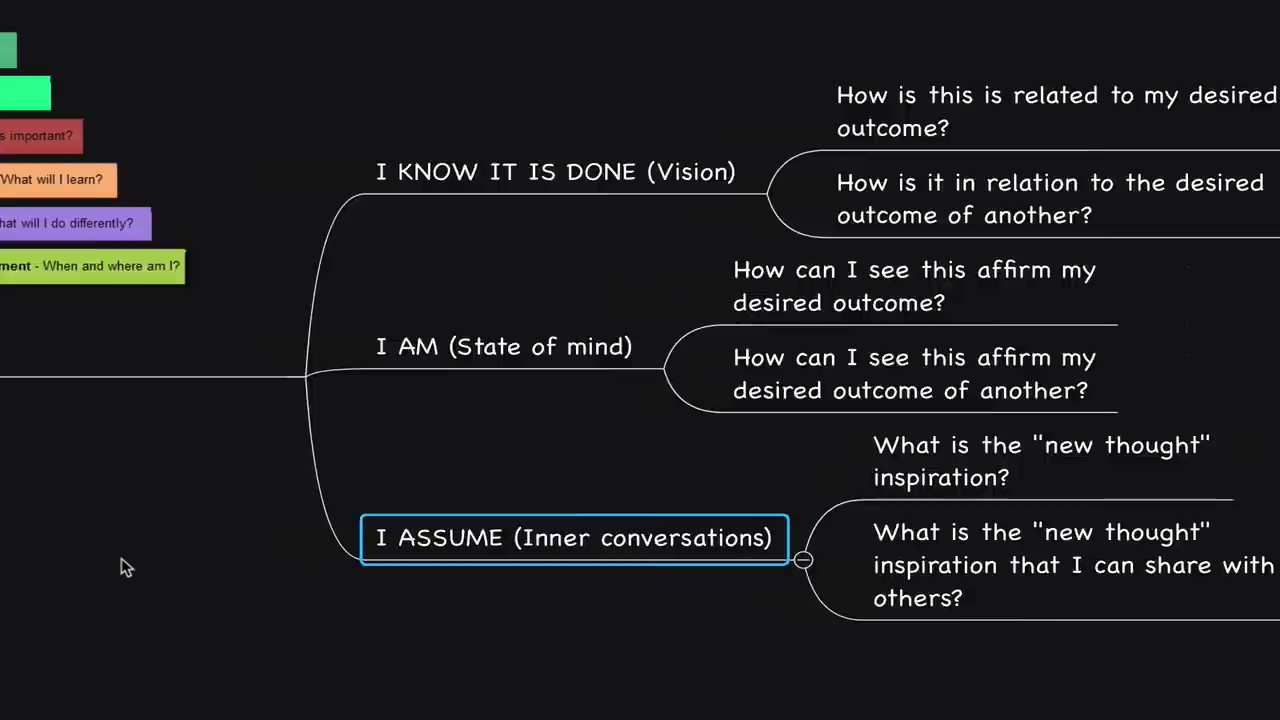 s important?
What will I learn?
hat will I do differently?
ment - When and where am I?
I KNOW IT IS DONE (Vision)
How is this is related to my desired
outcome?
How is it in relation to the desired
outcome of another?
I AM (State of mind)
How can I see this affirm my
desired outcome?
How can I see this affirm my
desired outcome of another?
I ASSUME (Inner conversations)
What is the "new thought"
inspiration?
What is the "new thought"
inspiration that I can share with
others?